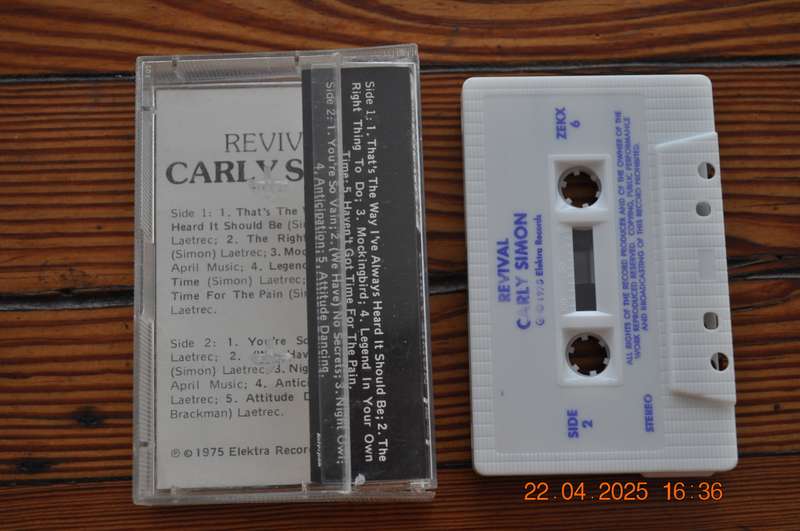 REVIV
CARLY S
Side 1: 1. That's The W
Heard It Should Be (Sim
Laetrec; 2. The Right
(Simon) Laetrec; 3. Moc
April Music; 4. Legend
Time (Simon) Laetrec;
Time For The Pain (Sim
Laetrec.
Side 2: 1. You're So
Laetrec; 2.
(Simon) Laetrec; 3. Nig
April Music; 4. Antic
5. Attitude D
Brackman) Laetrec.
℗ © 1975 Elektra Recor
Side 1: 1. That's The Way I've Always Heard It Should Be; 2. The
Right Thing To Do; 3. Mockingbird; 4. Legend In Your Own
Time; 5. Haven't Got Time For The Pain.
Side 2: 1. You're So Vain; 2. (We Have) No Secrets; 3. Night Owl;
4. Anticipation; 5. Attitude Dancing.
ZEKX
6
REVIVAL
CARLY SIMON
1975 Elektra Records
ALL RIGHTS OF THE RECORD PRODUCER AND OF THE OWNER OF THE
WORK REPRODUCED RESERVED. COPYING, PUBLIC PERFORMANCE
AND BROADCASTING OF THIS RECORD PROHIBITED.
SIDE
2
STEREO
22.04.2025 16:36